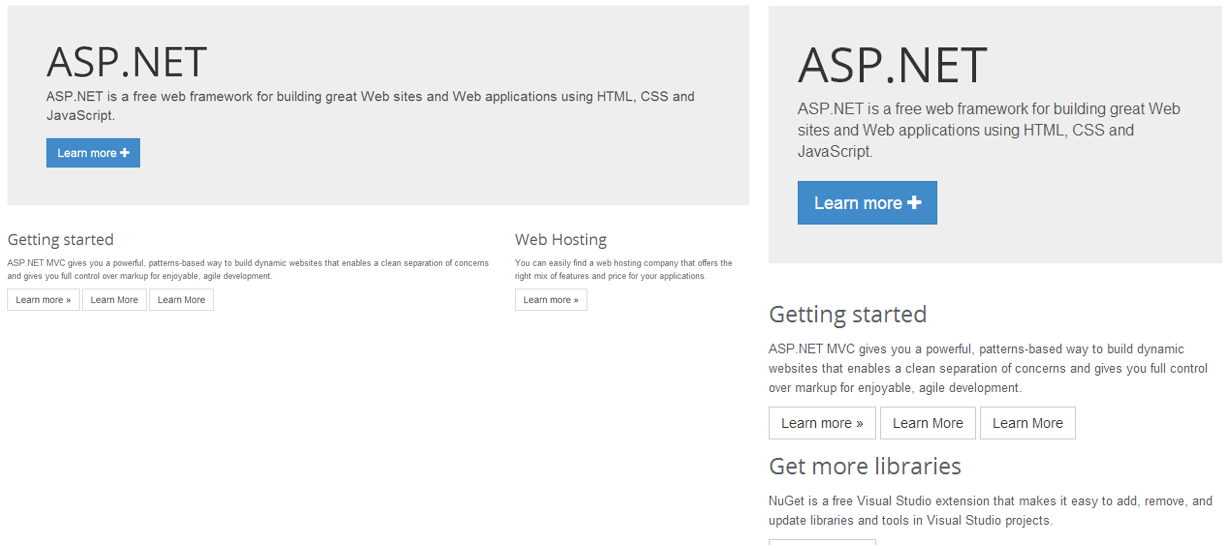 ASP.NET
ASP.NET is a free web framework for building great Web sites and Web applications using HTML, CSS and
JavaScript.
Learn more
Getting started
ASP.NET MVC gives you a powerful, patterns-based way to build dynamic websites that enables a clean separation of concerns
and gives you full control over markup for enjoyable, agile development.
Learn more » Learn More Learn More
Web Hosting
You can easily find a web hosting company that offers the
right mix of features and price for your applications.
Learn more »
ASP.NET
ASP.NET is a free web framework for building great Web
sites and Web applications using HTML, CSS and
JavaScript.
Learn more
Getting started
ASP.NET MVC gives you a powerful, patterns-based way to build dynamic
websites that enables a clean separation of concerns and gives you full control
over markup for enjoyable, agile development.
Learn more » Learn More Learn More
Get more libraries
NuGet is a free Visual Studio extension that makes it easy to add, remove, and
update libraries and tools in Visual Studio projects.